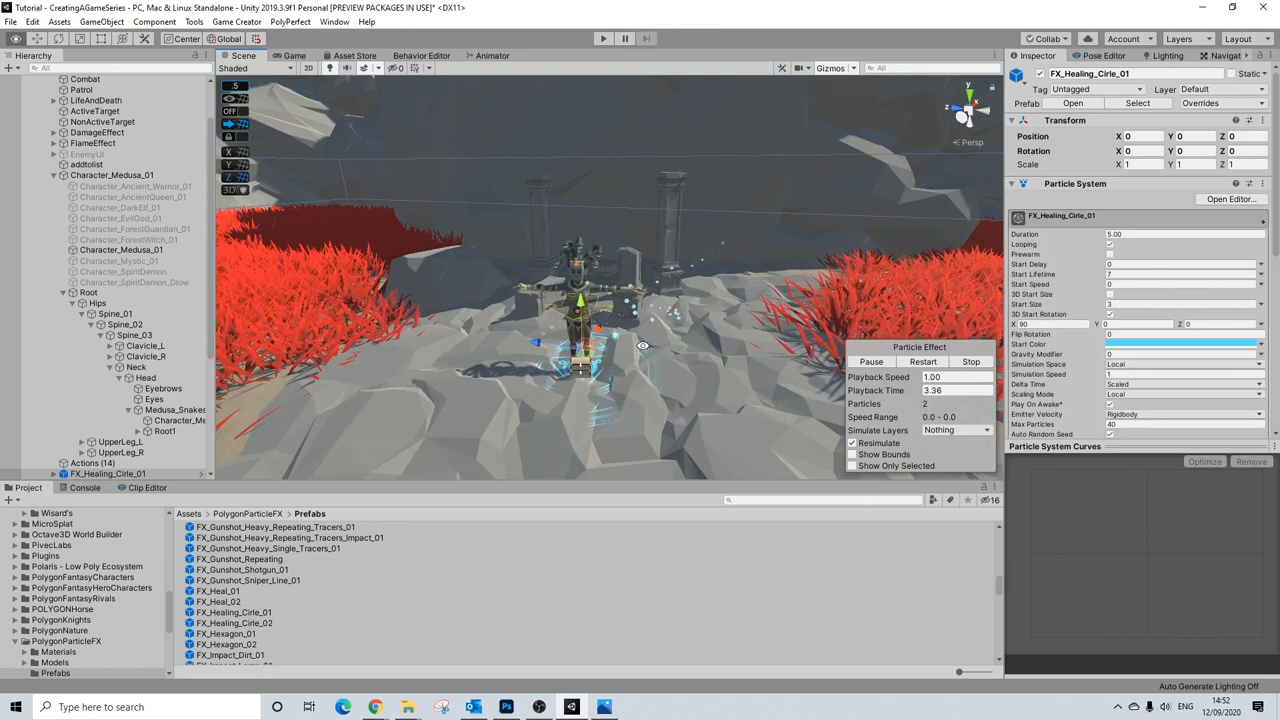 Tutorial - CreatingAGameSeries - PC, Mac & Linux Standalone - Unity 2019.3.9f1 Personal [PREVIEW PACKAGES IN USE]* <DX11>
File Edit Assets GameObject Component Tools Game Creator PolyPerfect Window Help
Center Global Collab Account Layers Layout
Hierarchy Scene Game Asset Store Behavior Editor Animator Inspector Pose Editor Lighting Navigat
All Shaded 2D 0 Gizmos All
FX_Healing_Cirle_01 Static
Tag Untagged Layer Default
Prefab Open Select Overrides
Transform
Position X 0 Y 0 Z 0
Rotation X 0 Y 0 Z 0
Scale X 1 Y 1 Z 1
Particle System
Open Editor...
FX_Healing_Cirle_01
Duration 5.00
Looping
Prewarm
Start Delay 0
Start Lifetime 7
Start Speed 0
3D Start Size
Start Size 3
3D Start Rotation
X 90 Y 0 Z 0
Flip Rotation 0
Start Color
Gravity Modifier 0
Simulation Space Local
Simulation Speed 1
Delta Time Scaled
Scaling Mode Local
Play On Awake*
Emitter Velocity Rigidbody
Max Particles 40
Auto Random Seed
Particle System Curves
Optimize Remove
Combat
Patrol
LifeAndDeath
ActiveTarget
NonActiveTarget
DamageEffect
FlameEffect
EnemyUI
addtolist
Character_Medusa_01
Character_Ancient_Warrior_01
Character_AncientQueen_01
Character_DarkElf_01
Character_EvilGod_01
Character_ForestGuardian_01
Character_ForestWitch_01
Character_Medusa_01
Character_Mystic_01
Character_SpiritDemon
Character_SpiritDemon_Glow
Root
Hips
Spine_01
Spine_02
Spine_03
Clavicle_L
Clavicle_R
Neck
Head
Eyebrows
Eyes
Medusa_Snakes
Character_Me
Root1
UpperLeg_L
UpperLeg_R
Actions (14)
FX_Healing_Cirle_01
.5
OFF
X
Y
Z
3D
y
z
Persp
Particle Effect
Pause Restart Stop
Playback Speed 1.00
Playback Time 3.36
Particles 2
Speed Range 0.0 - 0.0
Simulate Layers Nothing
Resimulate
Show Bounds
Show Only Selected
Project Console Clip Editor
16
Wisard's
MicroSplat
Octave3D World Builder
PivecLabs
Plugins
Polaris - Low Poly Ecosystem
PolygonFantasyCharacters
PolygonFantasyHeroCharacters
PolygonFantasyRivals
POLYGONHorse
PolygonKnights
PolygonNature
PolygonParticleFX
Materials
Models
Prefabs
Assets > PolygonParticleFX > Prefabs
FX_Gunshot_Heavy_Repeating_Tracers_01
FX_Gunshot_Heavy_Repeating_Tracers_Impact_01
FX_Gunshot_Heavy_Single_Tracers_01
FX_Gunshot_Repeating
FX_Gunshot_Shotgun_01
FX_Gunshot_Sniper_Line_01
FX_Heal_01
FX_Heal_02
FX_Healing_Cirle_01
FX_Healing_Cirle_02
FX_Hexagon_01
FX_Hexagon_02
FX_Impact_Dirt_01
Auto Generate Lighting Off
Type here to search
14:52
12/09/2020